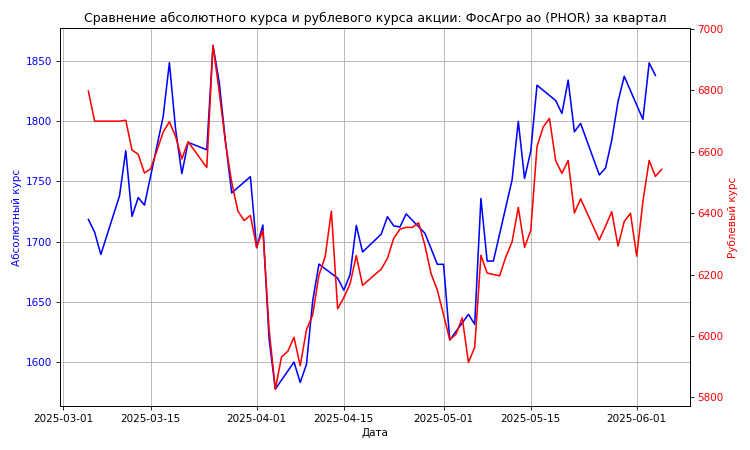 Сравнение абсолютного курса и рублевого курса акции: ФосАгро ао (PHOR) за квартал
Абсолютный курс
1850
1800
1750
1700
1650
1600
7000
6800
6600
6400
6200
6000
5800
Рублевый курс
2025-03-01 2025-03-15 2025-04-01 2025-04-15 2025-05-01 2025-05-15 2025-06-01
Дата